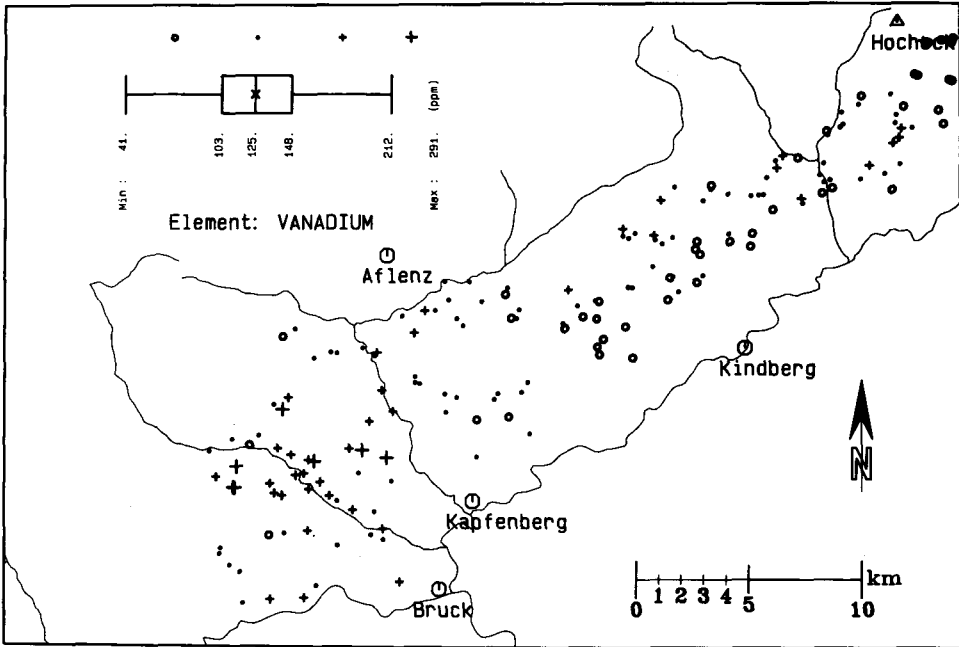 Hocheck
Min : 41. 103. 125. 148. 212. Max : 291. (ppm)
Element: VANADIUM
Aflenz
Kindberg
N
Kapfenberg
km
0 1 2 3 4 5 10
Bruck